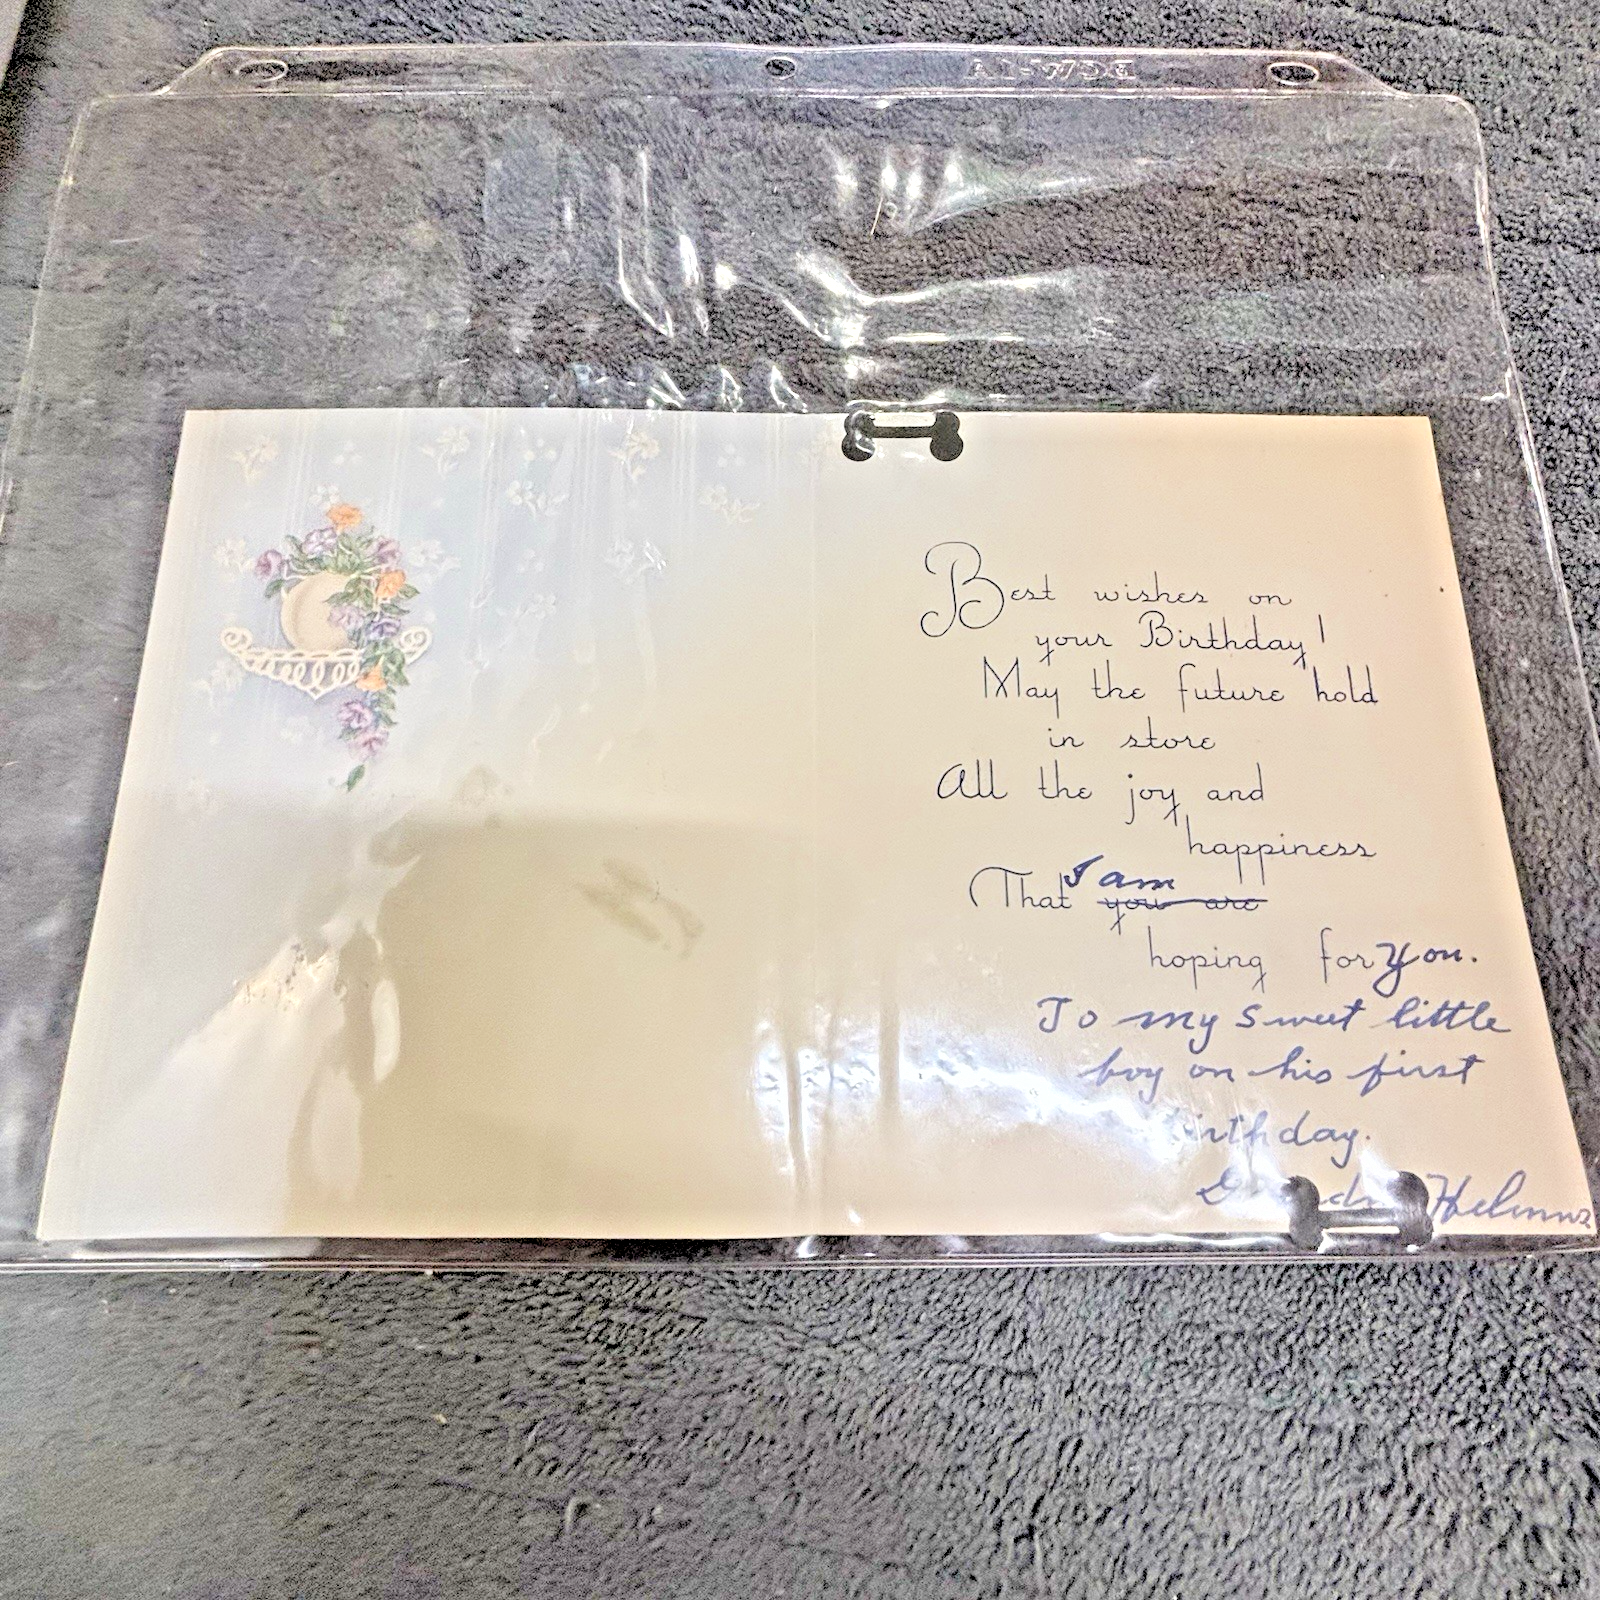 Best wishes on
your Birthday!
May the future hold
in store
All the joy and
happiness
That I am you are
hoping for You.
To my sweet little
boy on his first